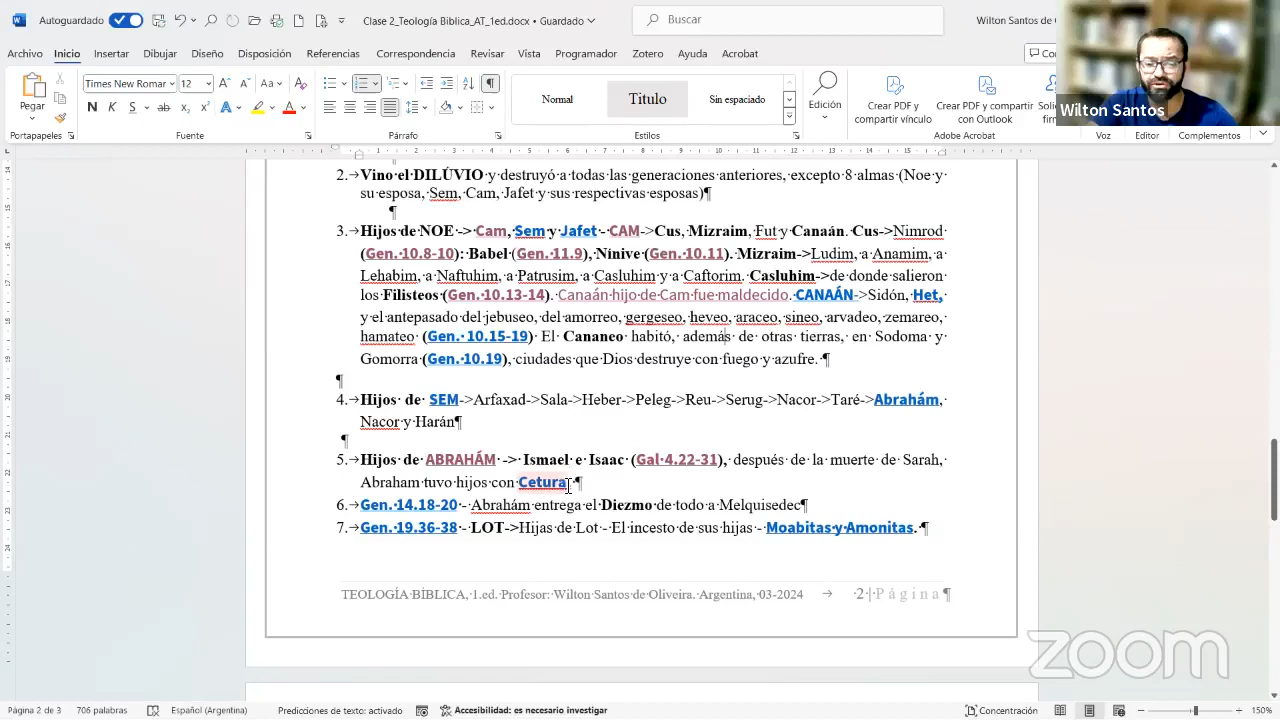 Autoguardado
Clase 2_Teología Bíblica_AT_1ed.docx • Guardado
Buscar
Wilton Santos de
Archivo Inicio Insertar Dibujar Diseño Disposición Referencias Correspondencia Revisar Vista Programador Zotero Ayuda Acrobat
Pegar
Times New Romar 12
N K S ab x₂ x² A A
Normal Titulo Sin espaciado
Edición
Crear PDF y compartir vínculo
Crear PDF y compartir con Outlook
Wilton Santos
Portapapeles Fuente Párrafo Estilos Adobe Acrobat Voz Editor Complementos
2. Vino el DILÚVIO y destruyó a todas las generaciones anteriores, excepto 8 almas (Noe y
su esposa, Sem, Cam, Jafet y sus respectivas esposas)¶
¶
3. Hijos de NOE -> Cam, Sem y Jafet - CAM->Cus, Mizraim, Fut y Canaán. Cus->Nimrod
(Gen. 10.8-10): Babel (Gen. 11.9), Nínive (Gen. 10.11). Mizraim->Ludim, a Anamim, a
Lehabim, a Naftuhim, a Patrusim, a Casluhim y a Caftorim. Casluhim->de donde salieron
los Filisteos (Gen. 10.13-14). Canaán hijo de Cam fue maldecido. CANAÁN->Sidón, Het,
y el antepasado del jebuseo, del amorreo, gergeseo, heveo, araceo, sineo, arvadeo, zemareo,
hamateo (Gen. 10.15-19) El Cananeo habitó, además de otras tierras, en Sodoma y
Gomorra (Gen. 10.19), ciudades que Dios destruye con fuego y azufre. ¶
¶
4. Hijos de SEM->Arfaxad->Sala->Heber->Peleg->Reu->Serug->Nacor->Taré->Abrahám,
Nacor y Harán¶
¶
5. Hijos de ABRAHÁM -> Ismael e Isaac (Gal 4.22-31), después de la muerte de Sarah,
Abraham tuvo hijos con Cetura ¶
6. Gen. 14.18-20 - Abrahám entrega el Diezmo de todo a Melquisedec¶
7. Gen. 19.36-38 - LOT->Hijas de Lot - El incesto de sus hijas - Moabitas y Amonitas. ¶
TEOLOGÍA BÍBLICA, 1.ed. Profesor: Wilton Santos de Oliveira. Argentina, 03-2024 → 2 | Página¶
zoom
Página 2 de 3 706 palabras Español (Argentina) Predicciones de texto: activado Accesibilidad: es necesario investigar Concentración 150%